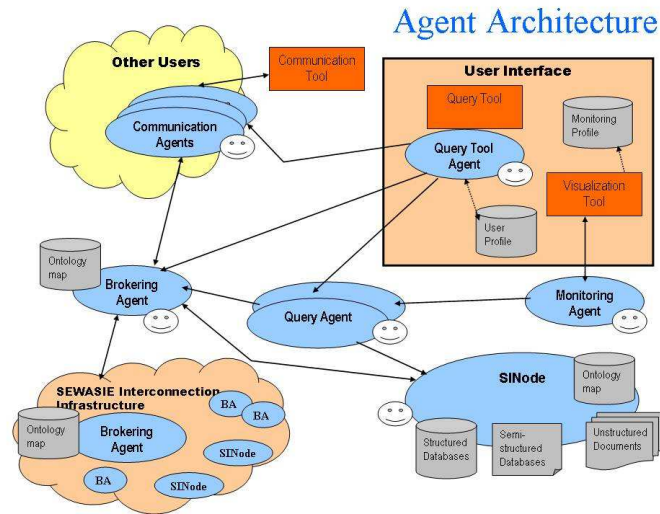 Agent Architecture
Other Users
Communication
Tool
Communication
Agents
User Interface
Query Tool
Query Tool
Agent
Monitoring
Profile
Visualization
Tool
User
Profile
Ontology
map
Brokering
Agent
Query Agent
Monitoring
Agent
SEWASIE Interconnection
Infrastructure
Ontology
map
Brokering
Agent
BA
BA
SINode
BA
SINode
SINode
Ontology
map
Structured
Databases
Semi-
structured
Databases
Unstructured
Documents